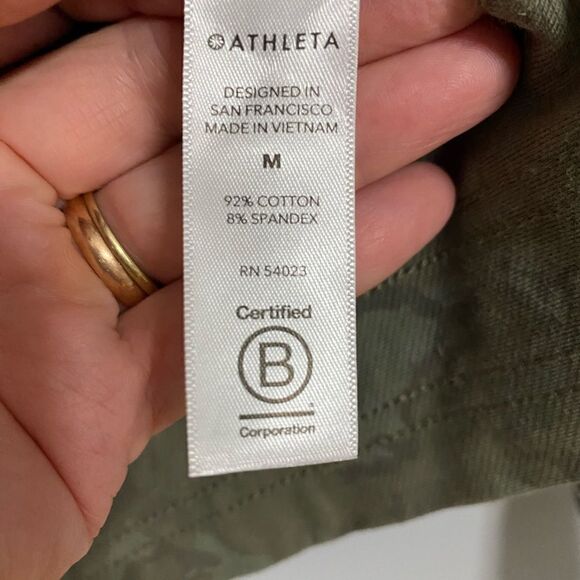 ATHLETA
DESIGNED IN
SAN FRANCISCO
MADE IN VIETNAM
M
92% COTTON
8% SPANDEX
RN 54023
Certified
B
Corporation